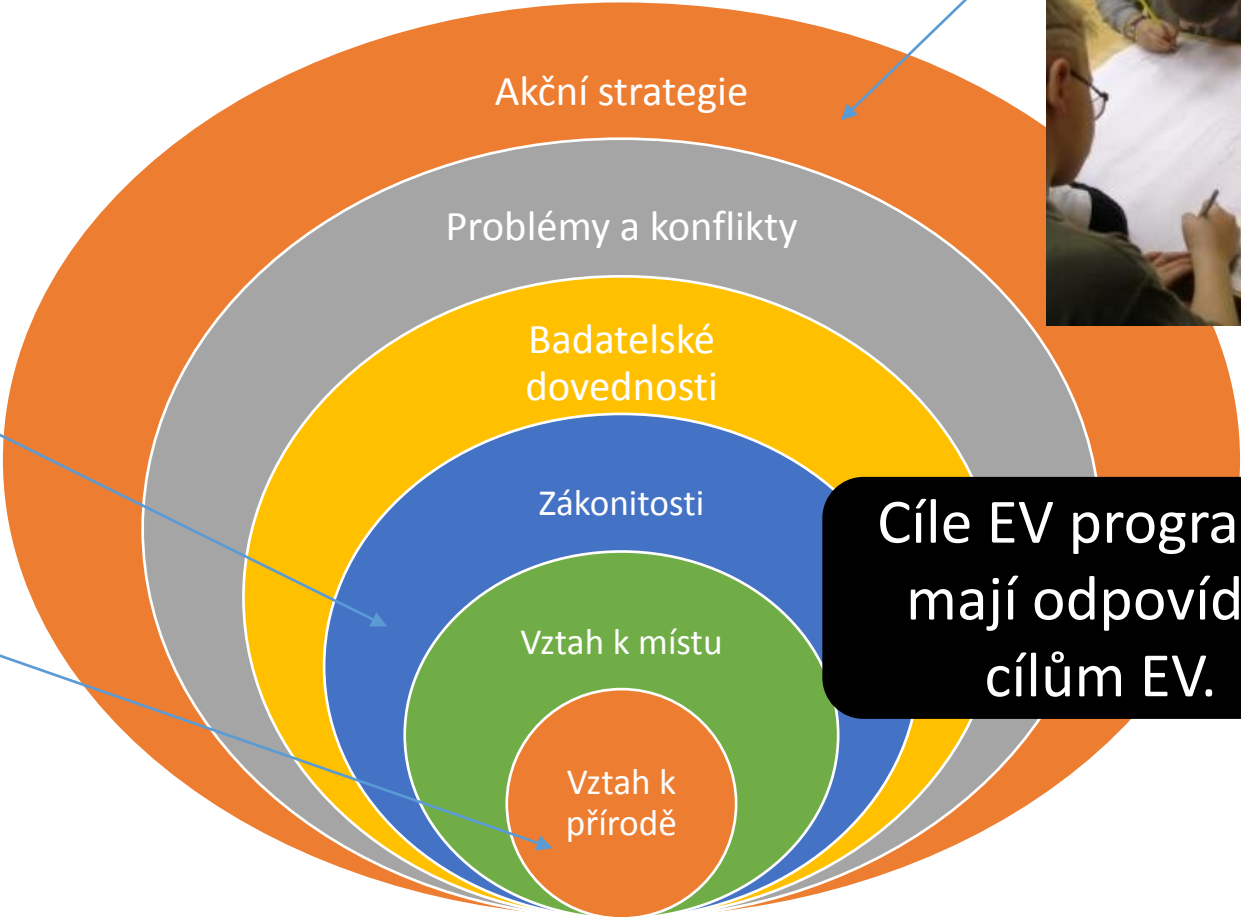 Akční strategie
Problémy a konflikty
Badatelské
dovednosti
Zákonitosti
Cíle EV progra
mají odpovíd
cílům EV.
Vztah k místu
Vztah k
přírodě